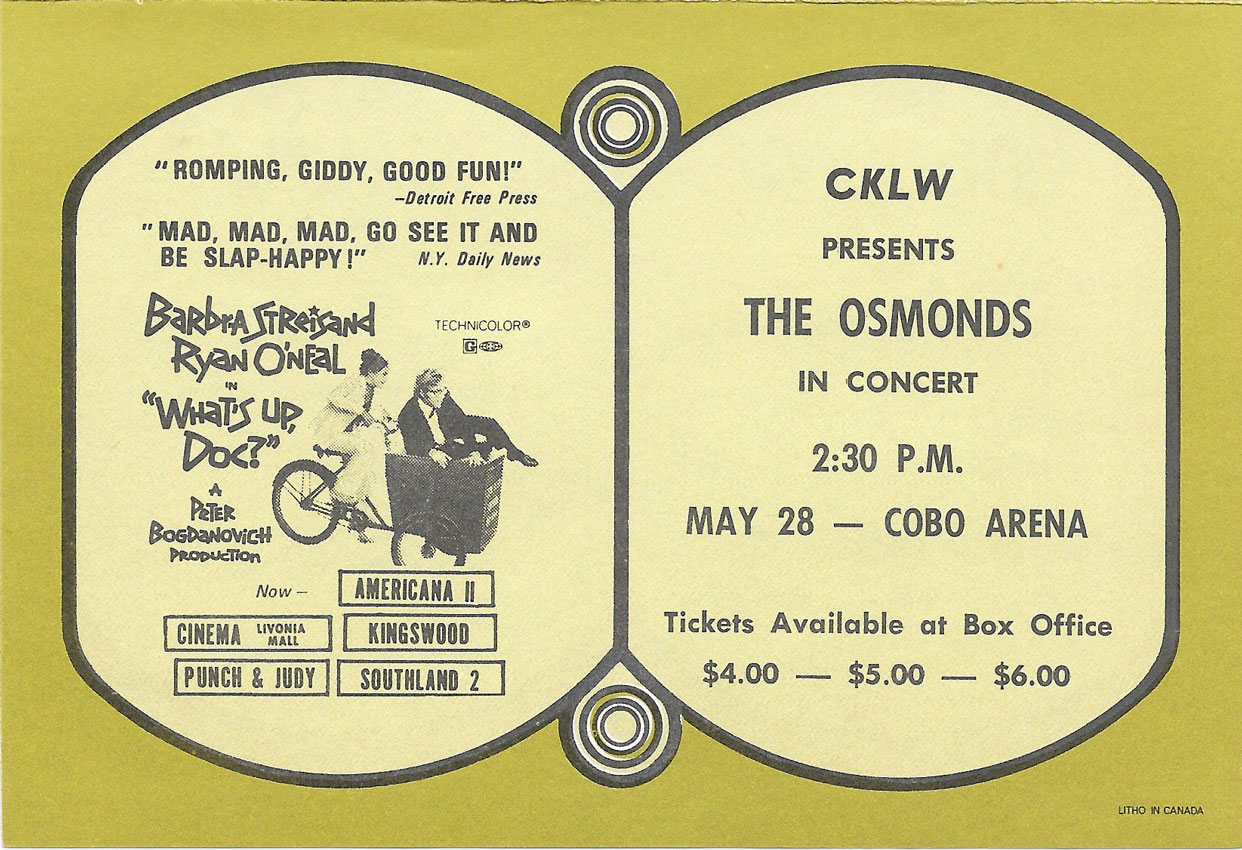 "ROMPING, GIDDY, GOOD FUN!"
–Detroit Free Press
"MAD, MAD, MAD, GO SEE IT AND
BE SLAP-HAPPY!" N.Y. Daily News
BarbrA STReiSand
Ryan O'NEAL
IN
"WHAT'S UP,
DOC?"
TECHNICOLOR®
G
A
PETER
BOGDANOVICH
PRODUCTION
Now –
AMERICANA II
CINEMA LIVONIA MALL
KINGSWOOD
PUNCH & JUDY
SOUTHLAND 2
CKLW
PRESENTS
THE OSMONDS
IN CONCERT
2:30 P.M.
MAY 28 — COBO ARENA
Tickets Available at Box Office
$4.00 — $5.00 — $6.00
LITHO IN CANADA